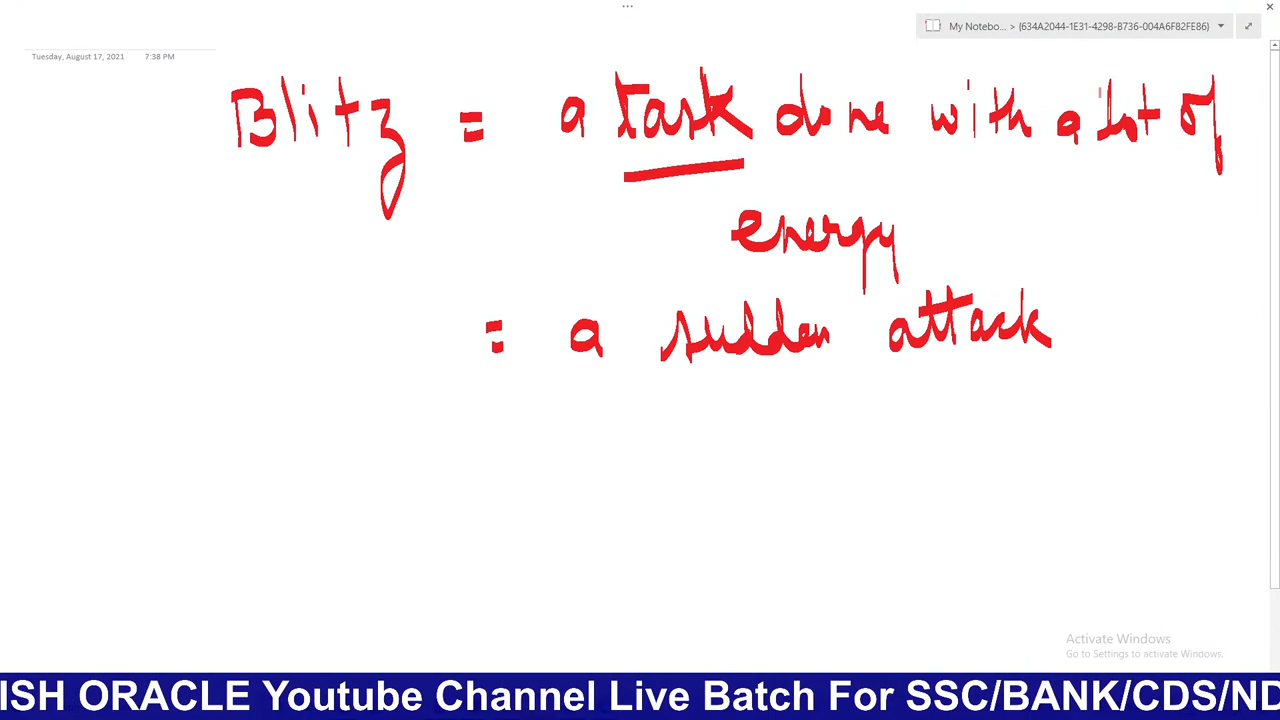 ...
My Notebo... > {634A2044-1E31-4298-B736-004A6F82FE86}
Tuesday, August 17, 2021 7:38 PM
Blitz = a task done with a lot of
energy
= a sudden attack
Activate Windows
Go to Settings to activate Windows.
ISH ORACLE Youtube Channel Live Batch For SSC/BANK/CDS/ND